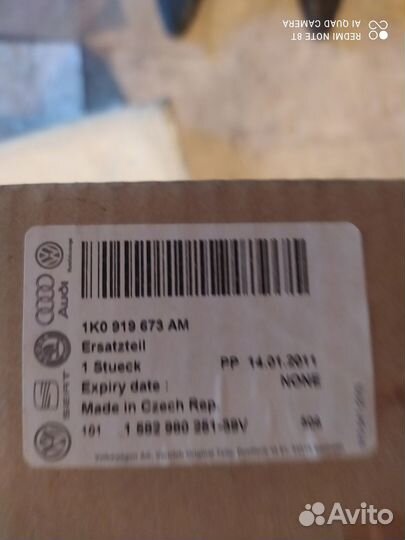 REDMI NOTE 8T
AI QUAD CAMERA
Audi
SEAT
1K0 919 673 AM
Ersatzteil
1 Stueck PP 14.01.2011
Expiry date : NONE
Made in Czech Rep.
101
Avito